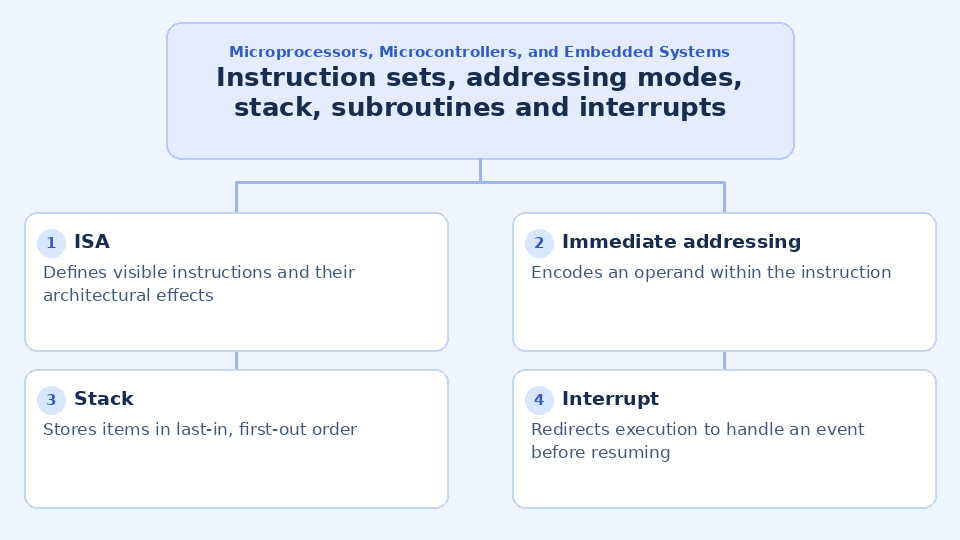 Microprocessors, Microcontrollers, and Embedded Systems
Instruction sets, addressing modes,
stack, subroutines and interrupts
1 ISA
Defines visible instructions and their
architectural effects
2 Immediate addressing
Encodes an operand within the instruction
3 Stack
Stores items in last-in, first-out order
4 Interrupt
Redirects execution to handle an event
before resuming